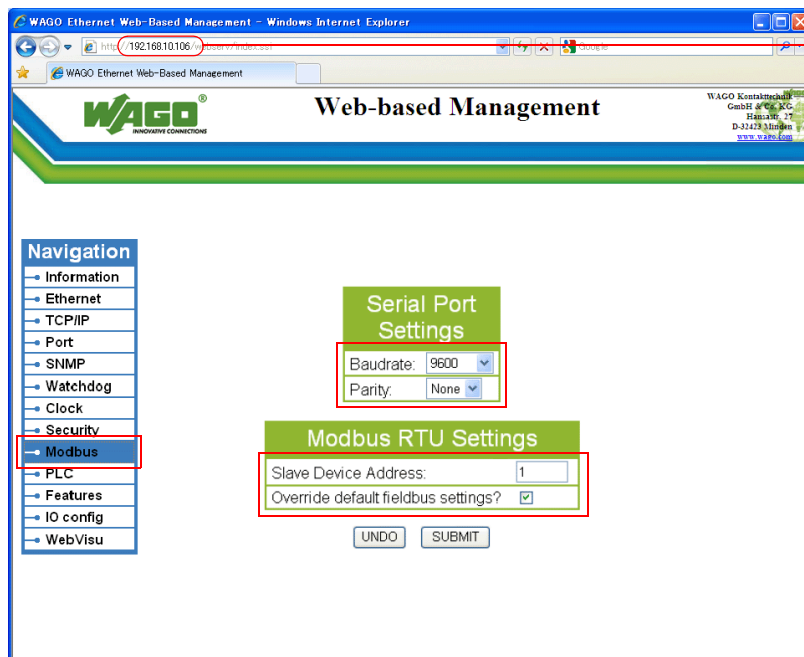 WAGO Ethernet Web-Based Management - Windows Internet Explorer
http://192.168.10.106/webserv/index.ssi
Google
WAGO Ethernet Web-Based Management
WAGO®
INNOVATIVE CONNECTIONS
Web-based Management
WAGO Kontakttechnik
GmbH & Co. KG
Hansastr. 27
D-32423 Minden
www.wago.com
Navigation
Information
Ethernet
TCP/IP
Port
SNMP
Watchdog
Clock
Security
Modbus
PLC
Features
IO config
WebVisu
Serial Port
Settings
Baudrate: 9600
Parity: None
Modbus RTU Settings
Slave Device Address: 1
Override default fieldbus settings?
UNDO SUBMIT